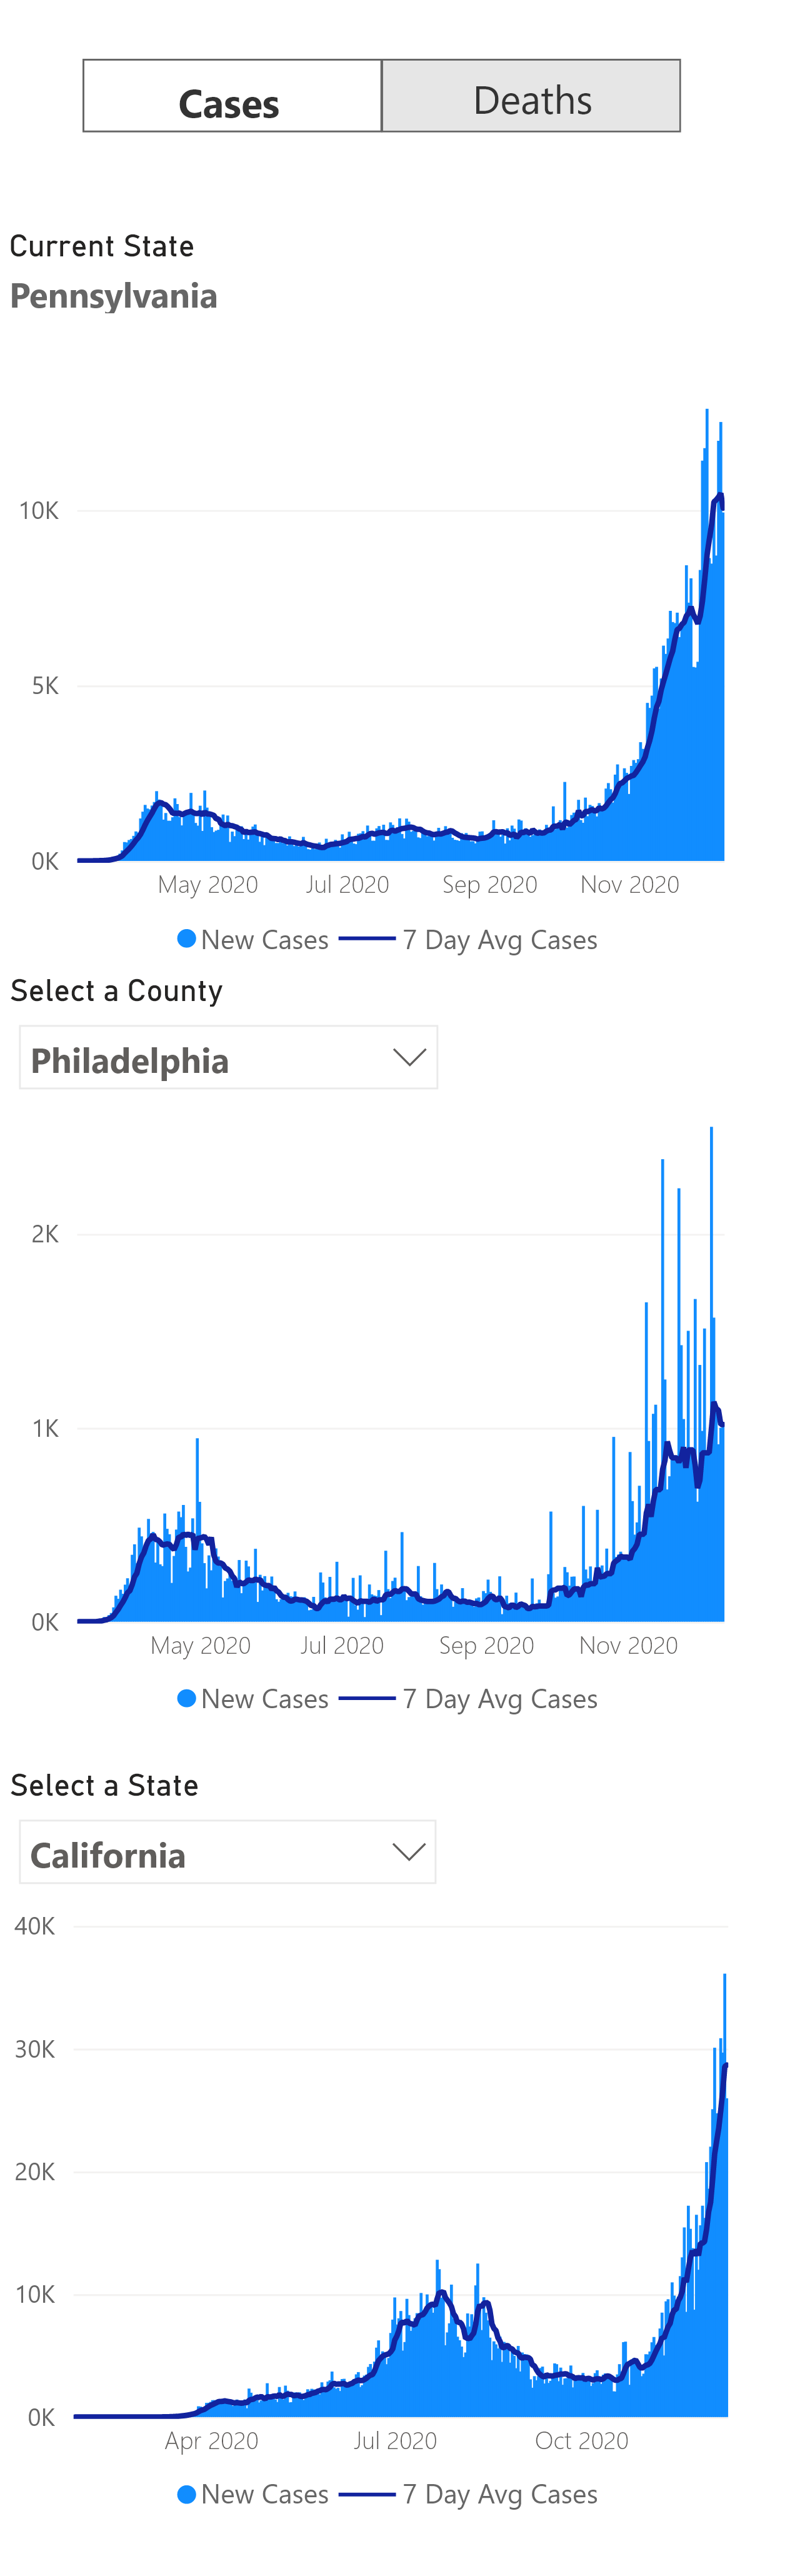 Cases Deaths
Current State
Pennsylvania
10K
5K
0K
May 2020 Jul 2020 Sep 2020 Nov 2020
New Cases 7 Day Avg Cases
Select a County
Philadelphia
2K
1K
0K
May 2020 Jul 2020 Sep 2020 Nov 2020
New Cases 7 Day Avg Cases
Select a State
California
40K
30K
20K
10K
0K
Apr 2020 Jul 2020 Oct 2020
New Cases 7 Day Avg Cases